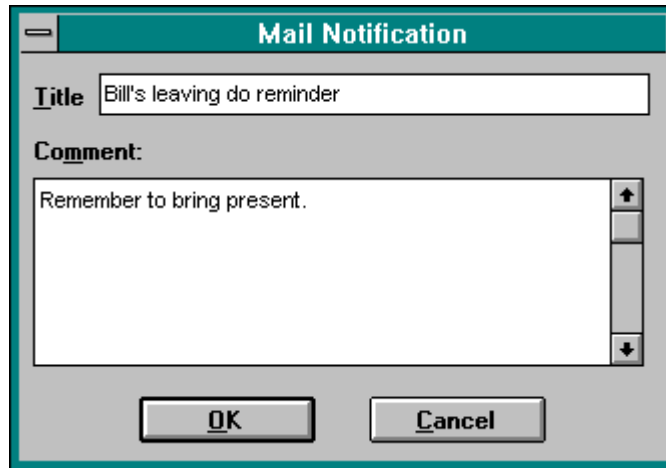 Mail Notification
Title Bill's leaving do reminder
Comment:
Remember to bring present.
OK Cancel